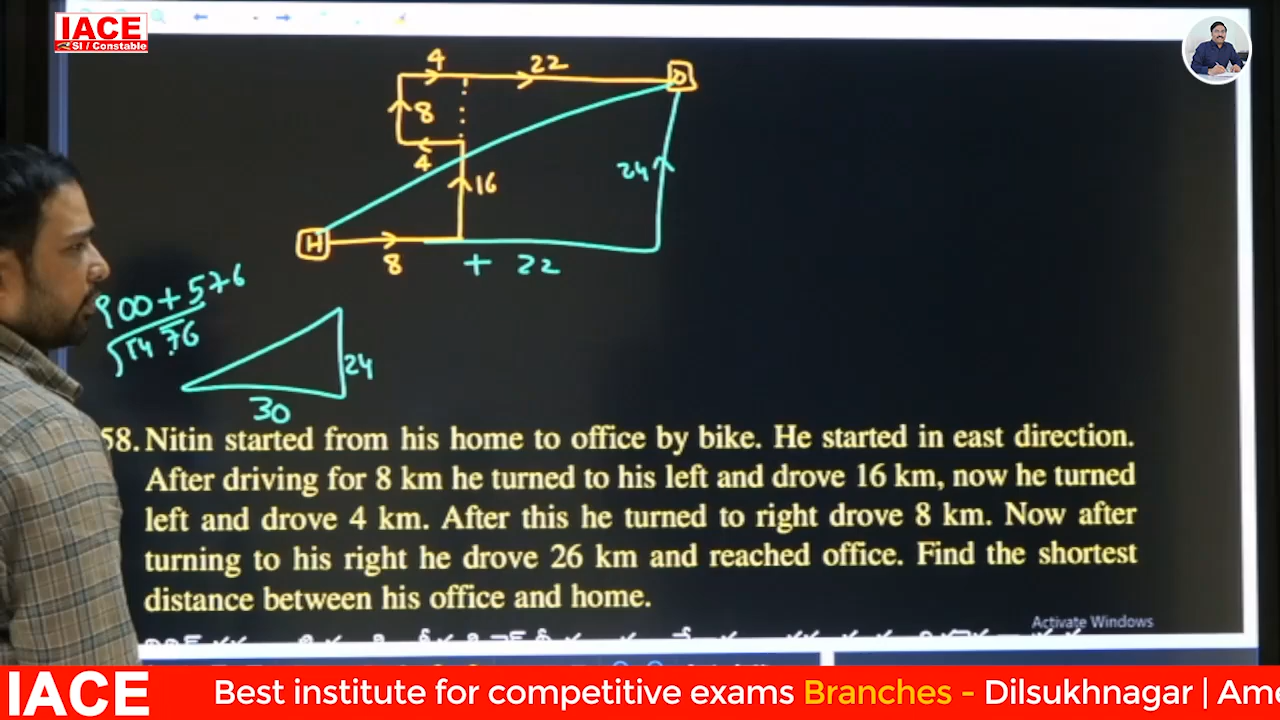 IACE
SI / Constable
4
22
O
8
4
24
16
H
8
+ 22
900+576
√1476
24
30
58. Nitin started from his home to office by bike. He started in east direction.
After driving for 8 km he turned to his left and drove 16 km, now he turned
left and drove 4 km. After this he turned to right drove 8 km. Now after
turning to his right he drove 26 km and reached office. Find the shortest
distance between his office and home.
Activate Windows
IACE Best institute for competitive exams Branches - Dilsukhnagar | Ame